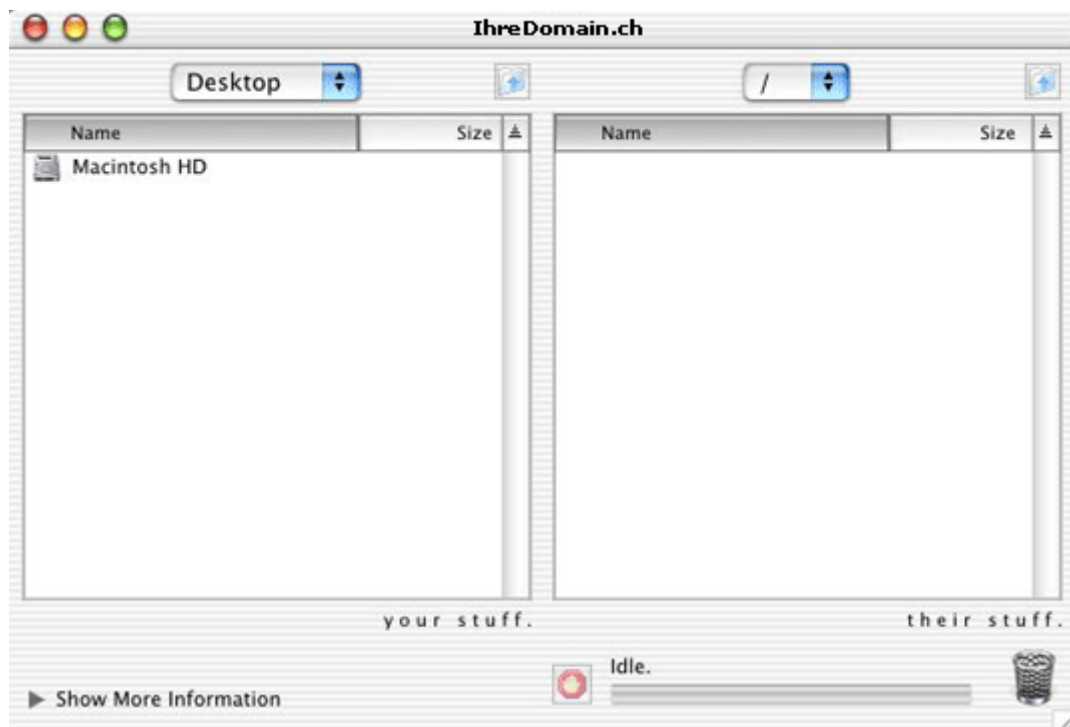 IhreDomain.ch
Desktop
/
Name Size
Name Size
Macintosh HD
your stuff.
their stuff.
Idle.
Show More Information